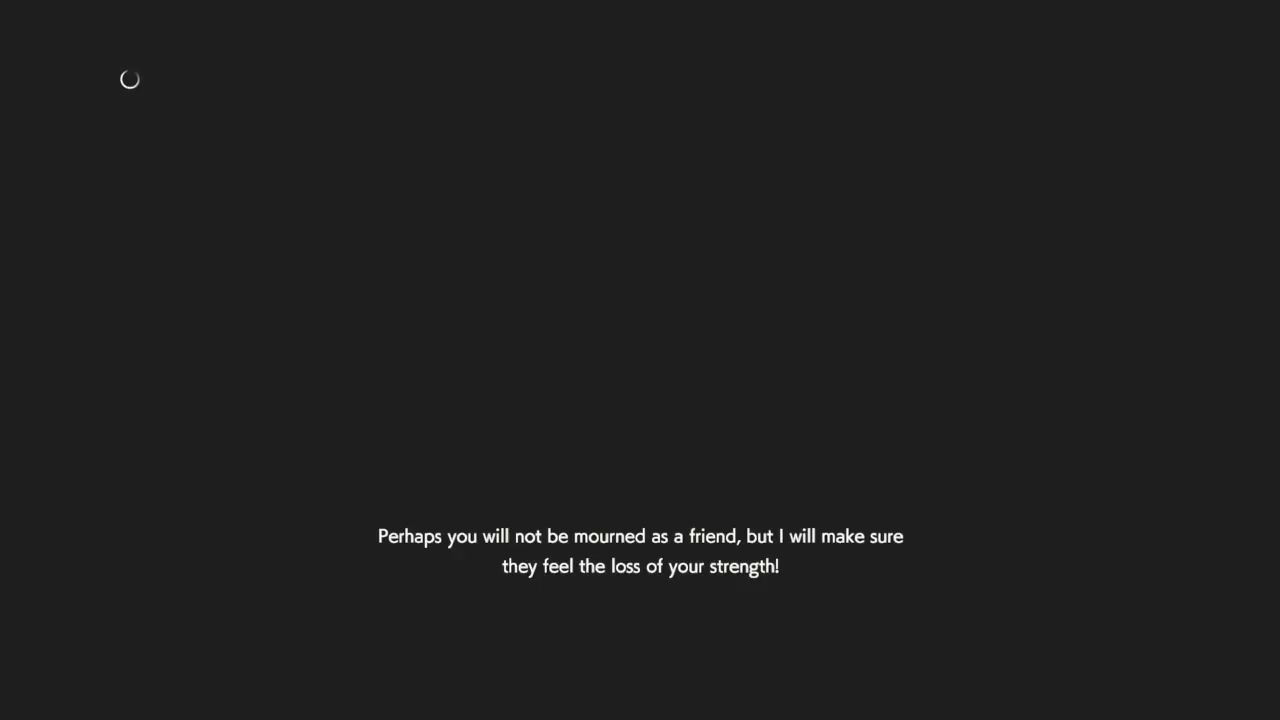 Perhaps you will not be mourned as a friend, but I will make sure
they feel the loss of your strength!